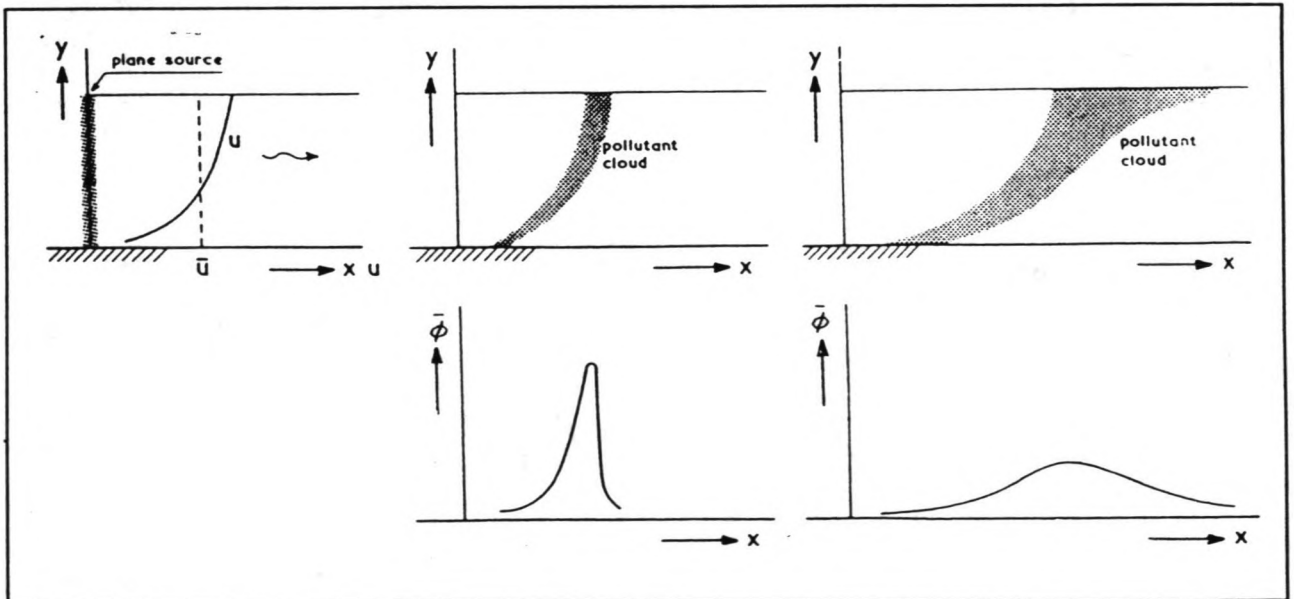 y
plane source
u
ū
x u
y
pollutant
cloud
x
y
pollutant
cloud
x
ϕ̄
x
ϕ̄
x